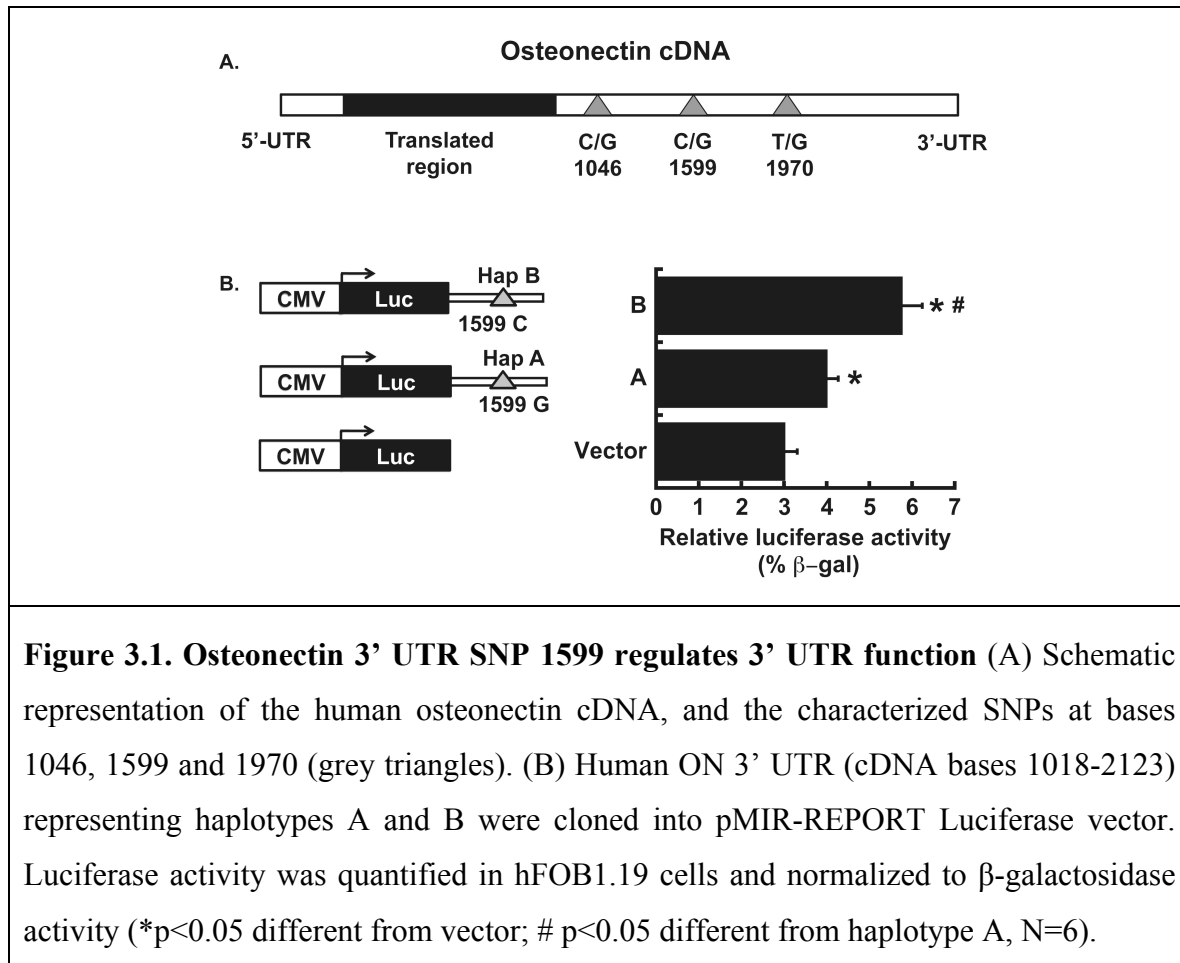 Osteonectin cDNA
A.
5’-UTR
Translated
region
C/G
1046
C/G
1599
T/G
1970
3’-UTR
B.
CMV Luc
Hap B
1599 C
CMV Luc
Hap A
1599 G
CMV Luc
B
* #
A
*
Vector
0 1 2 3 4 5 6 7
Relative luciferase activity
(% β–gal)
Figure 3.1. Osteonectin 3’ UTR SNP 1599 regulates 3’ UTR function (A) Schematic
representation of the human osteonectin cDNA, and the characterized SNPs at bases
1046, 1599 and 1970 (grey triangles). (B) Human ON 3’ UTR (cDNA bases 1018-2123)
representing haplotypes A and B were cloned into pMIR-REPORT Luciferase vector.
Luciferase activity was quantified in hFOB1.19 cells and normalized to β-galactosidase
activity (*p<0.05 different from vector; # p<0.05 different from haplotype A, N=6).